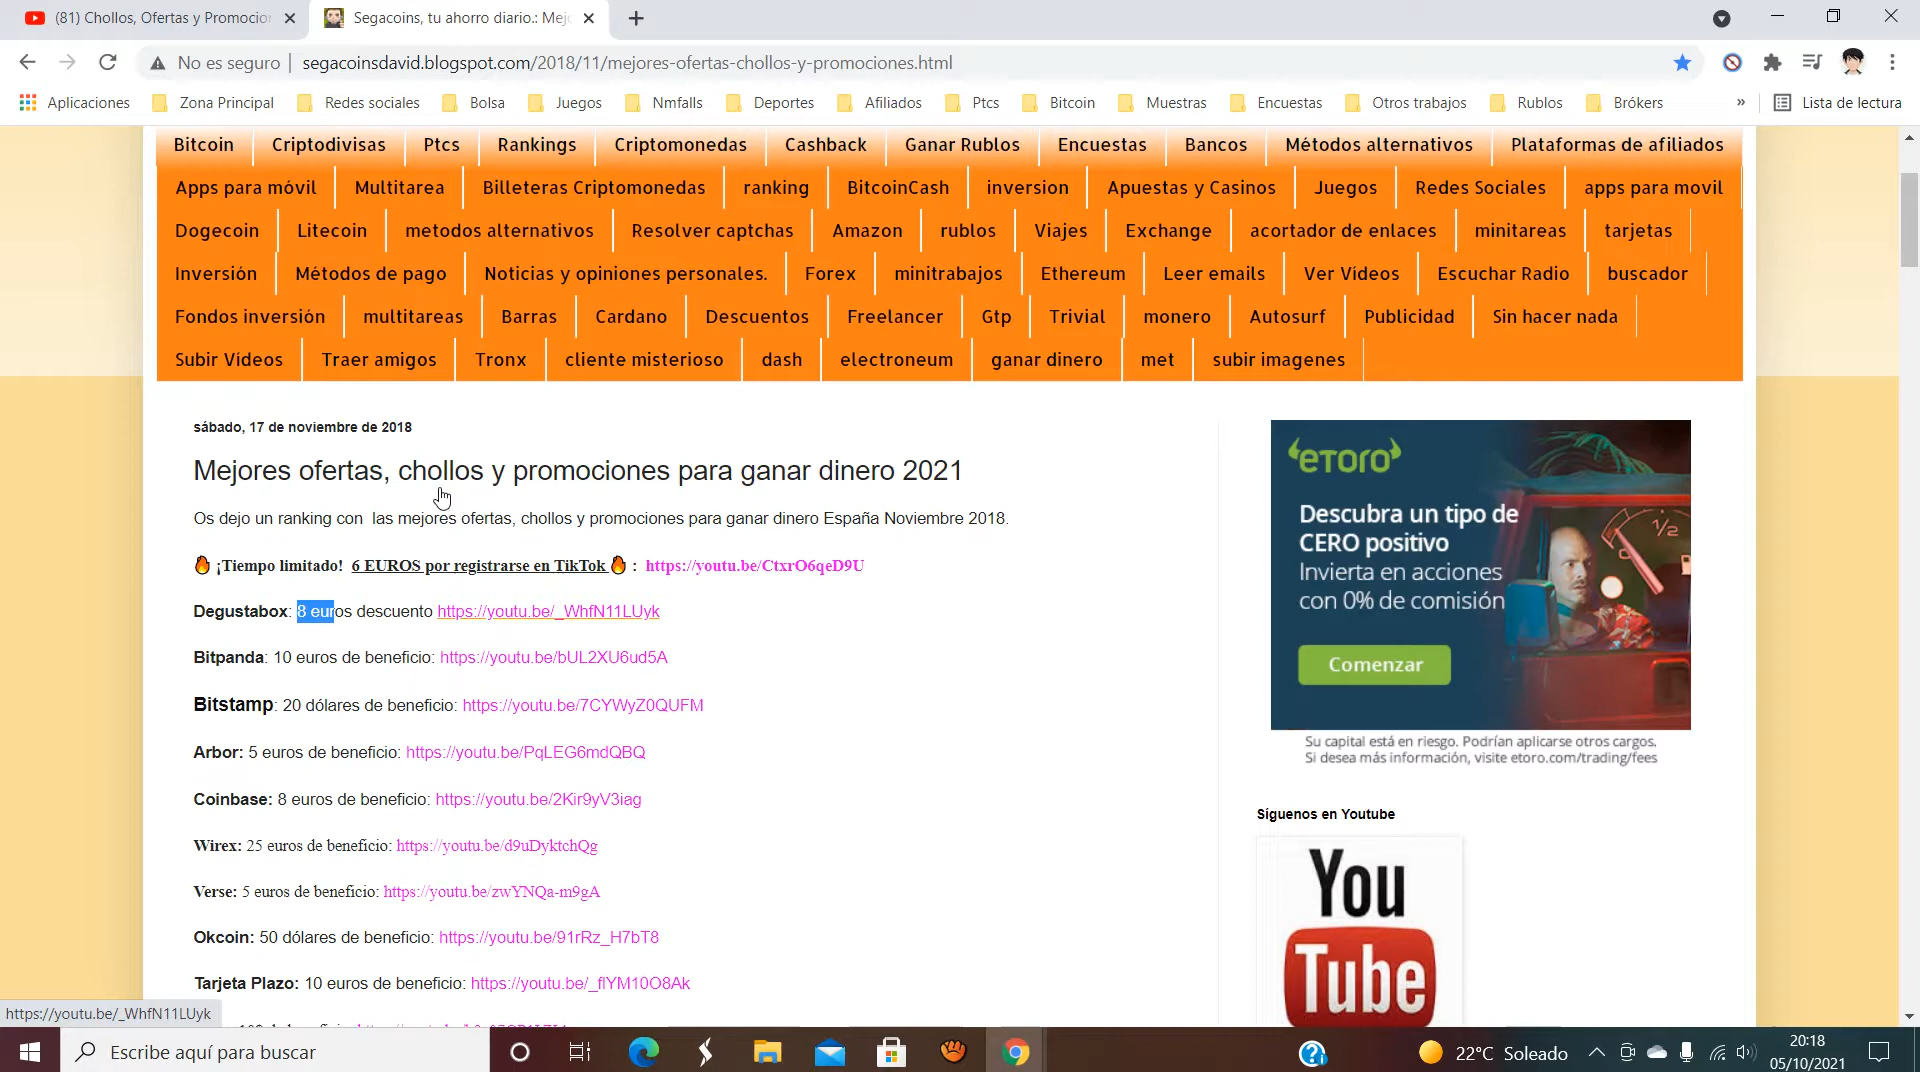 (81) Chollos, Ofertas y Promocion
Segacoins, tu ahorro diario.: Mejo
No es seguro | segacoinsdavid.blogspot.com/2018/11/mejores-ofertas-chollos-y-promociones.html
Aplicaciones Zona Principal Redes sociales Bolsa Juegos Nmfalls Deportes Afiliados Ptcs Bitcoin Muestras Encuestas Otros trabajos Rublos Brókers » Lista de lectura
Bitcoin Criptodivisas Ptcs Rankings Criptomonedas Cashback Ganar Rublos Encuestas Bancos Métodos alternativos Plataformas de afiliados
Apps para móvil Multitarea Billeteras Criptomonedas ranking BitcoinCash inversion Apuestas y Casinos Juegos Redes Sociales apps para movil
Dogecoin Litecoin metodos alternativos Resolver captchas Amazon rublos Viajes Exchange acortador de enlaces minitareas tarjetas
Inversión Métodos de pago Noticias y opiniones personales. Forex minitrabajos Ethereum Leer emails Ver Vídeos Escuchar Radio buscador
Fondos inversión multitareas Barras Cardano Descuentos Freelancer Gtp Trivial monero Autosurf Publicidad Sin hacer nada
Subir Vídeos Traer amigos Tronx cliente misterioso dash electroneum ganar dinero met subir imagenes
sábado, 17 de noviembre de 2018
Mejores ofertas, chollos y promociones para ganar dinero 2021
Os dejo un ranking con las mejores ofertas, chollos y promociones para ganar dinero España Noviembre 2018.
🔥 ¡Tiempo limitado! 6 EUROS por registrarse en TikTok 🔥 : https://youtu.be/CtxrO6qeD9U
Degustabox: 8 euros descuento https://youtu.be/_WhfN11LUyk
Bitpanda: 10 euros de beneficio: https://youtu.be/bUL2XU6ud5A
Bitstamp: 20 dólares de beneficio: https://youtu.be/7CYWyZ0QUFM
Arbor: 5 euros de beneficio: https://youtu.be/PqLEG6mdQBQ
Coinbase: 8 euros de beneficio: https://youtu.be/2Kir9yV3iag
Wirex: 25 euros de beneficio: https://youtu.be/d9uDyktchQg
Verse: 5 euros de beneficio: https://youtu.be/zwYNQa-m9gA
Okcoin: 50 dólares de beneficio: https://youtu.be/91rRz_H7bT8
Tarjeta Plazo: 10 euros de beneficio: https://youtu.be/_flYM10O8Ak
eToro
Descubra un tipo de
CERO positivo
Invierta en acciones
con 0% de comisión
Comenzar
1/2
Su capital está en riesgo. Podrían aplicarse otros cargos.
Si desea más información, visite etoro.com/trading/fees
Síguenos en Youtube
You
Tube
https://youtu.be/_WhfN11LUyk
Escribe aquí para buscar
22°C Soleado
20:18
05/10/2021